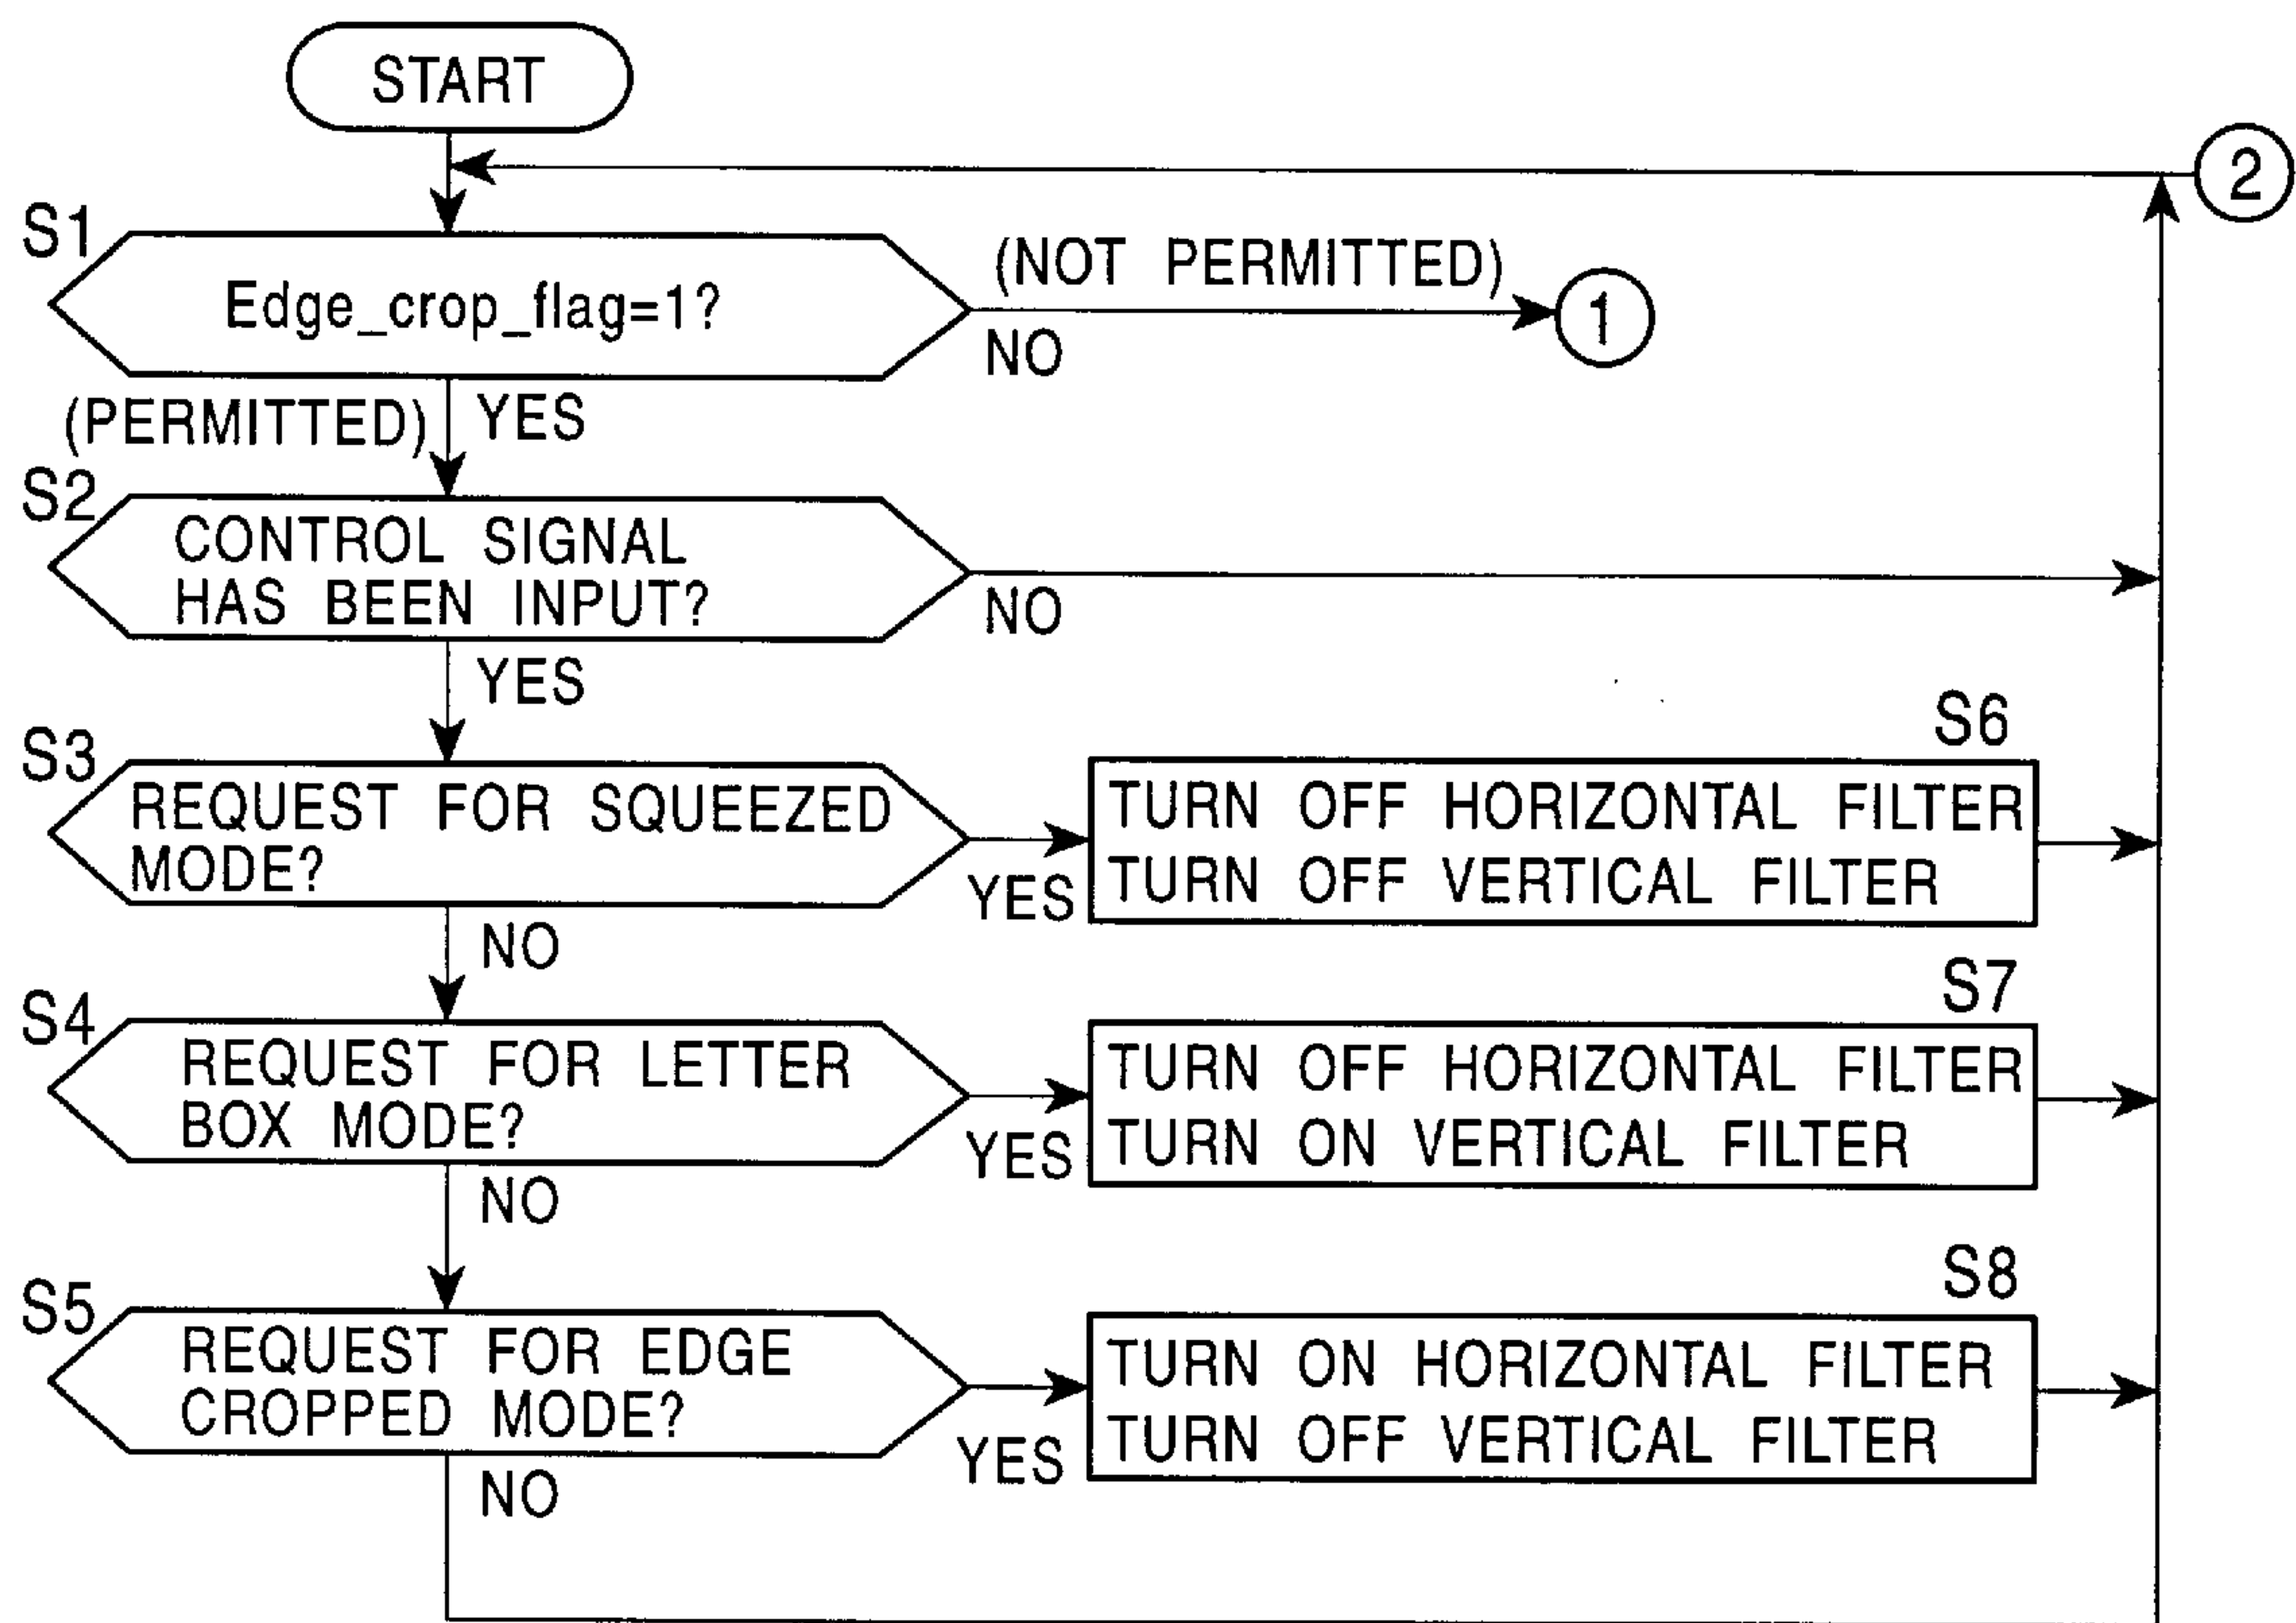 START
2
S1
Edge_crop_flag=1?
(NOT PERMITTED)
NO
1
(PERMITTED)
YES
S2
CONTROL SIGNAL
HAS BEEN INPUT?
NO
YES
S3
REQUEST FOR SQUEEZED
MODE?
YES
S6
TURN OFF HORIZONTAL FILTER
TURN OFF VERTICAL FILTER
NO
S4
REQUEST FOR LETTER
BOX MODE?
YES
S7
TURN OFF HORIZONTAL FILTER
TURN ON VERTICAL FILTER
NO
S5
REQUEST FOR EDGE
CROPPED MODE?
YES
S8
TURN ON HORIZONTAL FILTER
TURN OFF VERTICAL FILTER
NO